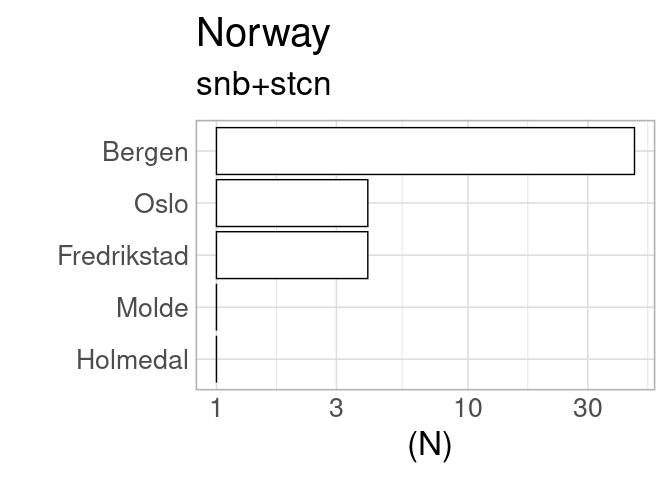 Norway
snb+stcn
Bergen
Oslo
Fredrikstad
Molde
Holmedal
1 3 10 30
(N)